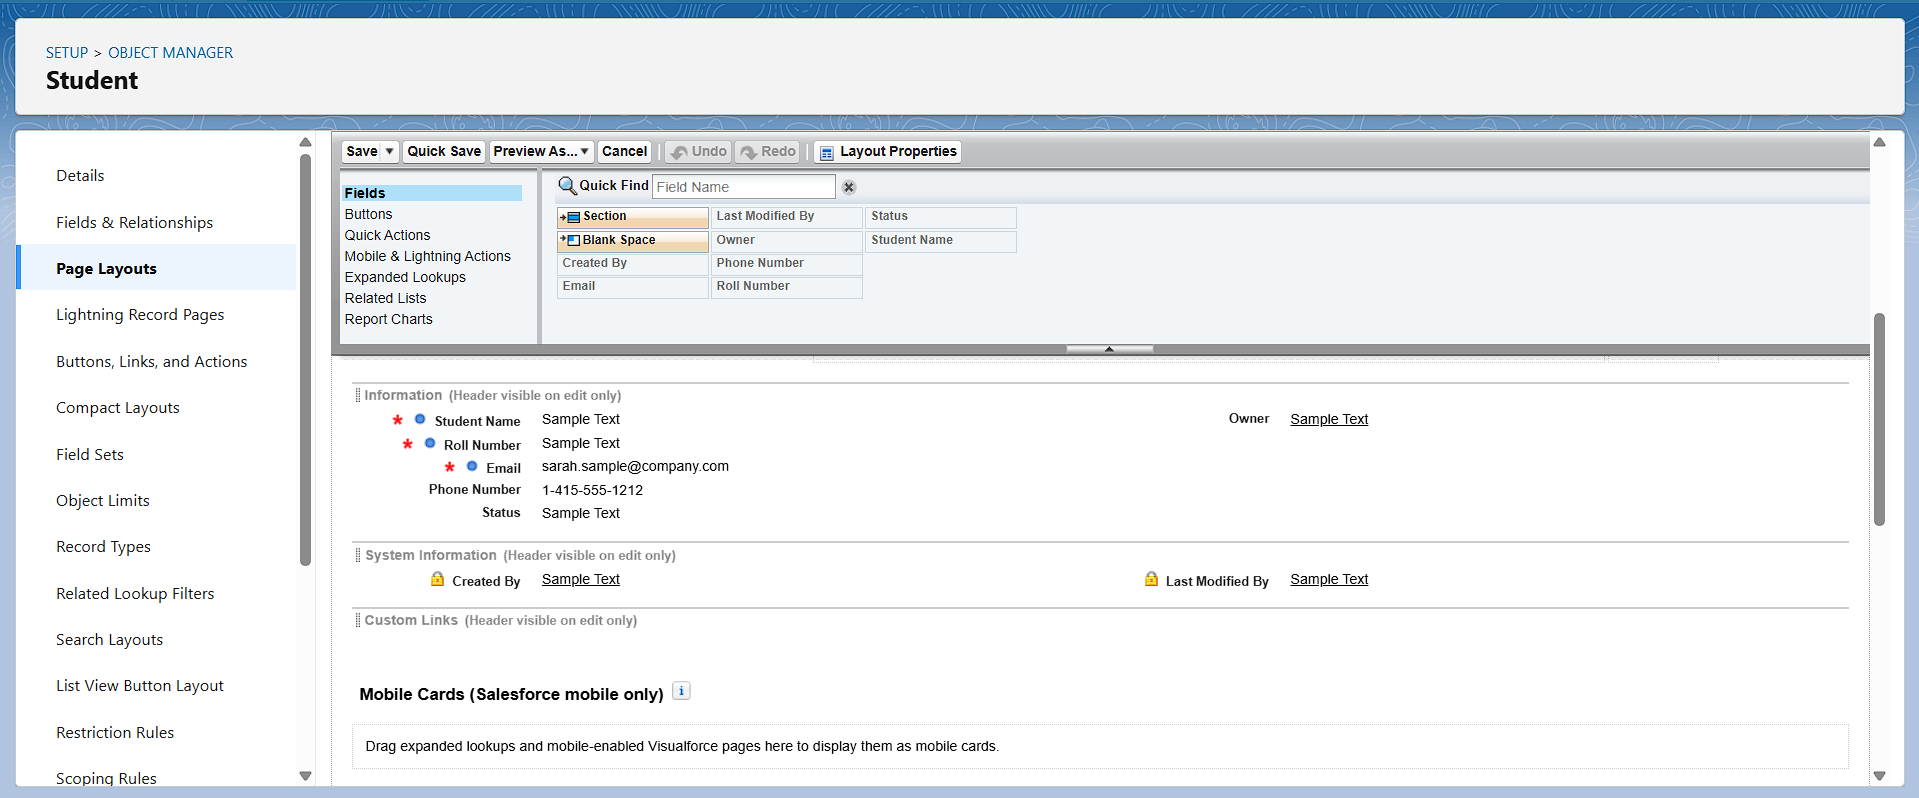 SETUP > OBJECT MANAGER
Student
Details
Fields & Relationships
Page Layouts
Lightning Record Pages
Buttons, Links, and Actions
Compact Layouts
Field Sets
Object Limits
Record Types
Related Lookup Filters
Search Layouts
List View Button Layout
Restriction Rules
Scoping Rules
Save Quick Save Preview As... Cancel Undo Redo Layout Properties
Fields
Buttons
Quick Actions
Mobile & Lightning Actions
Expanded Lookups
Related Lists
Report Charts
Quick Find Field Name
Section Last Modified By Status
Blank Space Owner Student Name
Created By Phone Number
Email Roll Number
Information (Header visible on edit only)
* Student Name Sample Text Owner Sample Text
* Roll Number Sample Text
* Email sarah.sample@company.com
Phone Number 1-415-555-1212
Status Sample Text
System Information (Header visible on edit only)
Created By Sample Text Last Modified By Sample Text
Custom Links (Header visible on edit only)
Mobile Cards (Salesforce mobile only) i
Drag expanded lookups and mobile-enabled Visualforce pages here to display them as mobile cards.